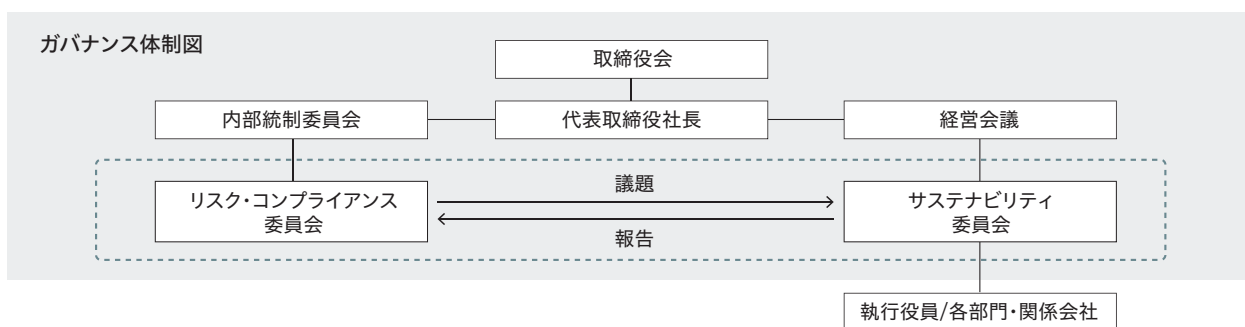 ガバナンス体制図
取締役会
内部統制委員会
代表取締役社長
経営会議
リスク・コンプライアンス
委員会
議題
報告
サステナビリティ
委員会
執行役員/各部門・関係会社